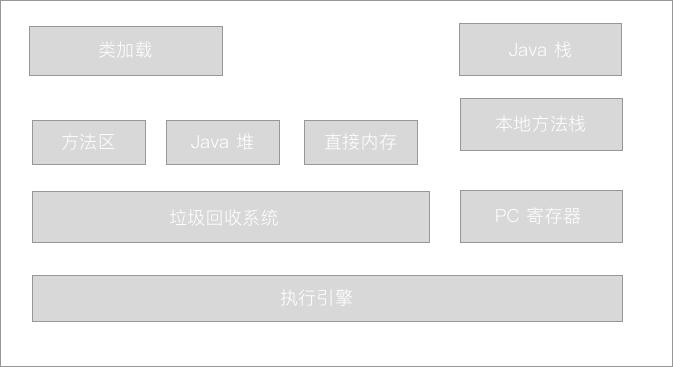 类加载
Java 栈
本地方法栈
方法区
Java 堆
直接内存
垃圾回收系统
PC 寄存器
执行引擎